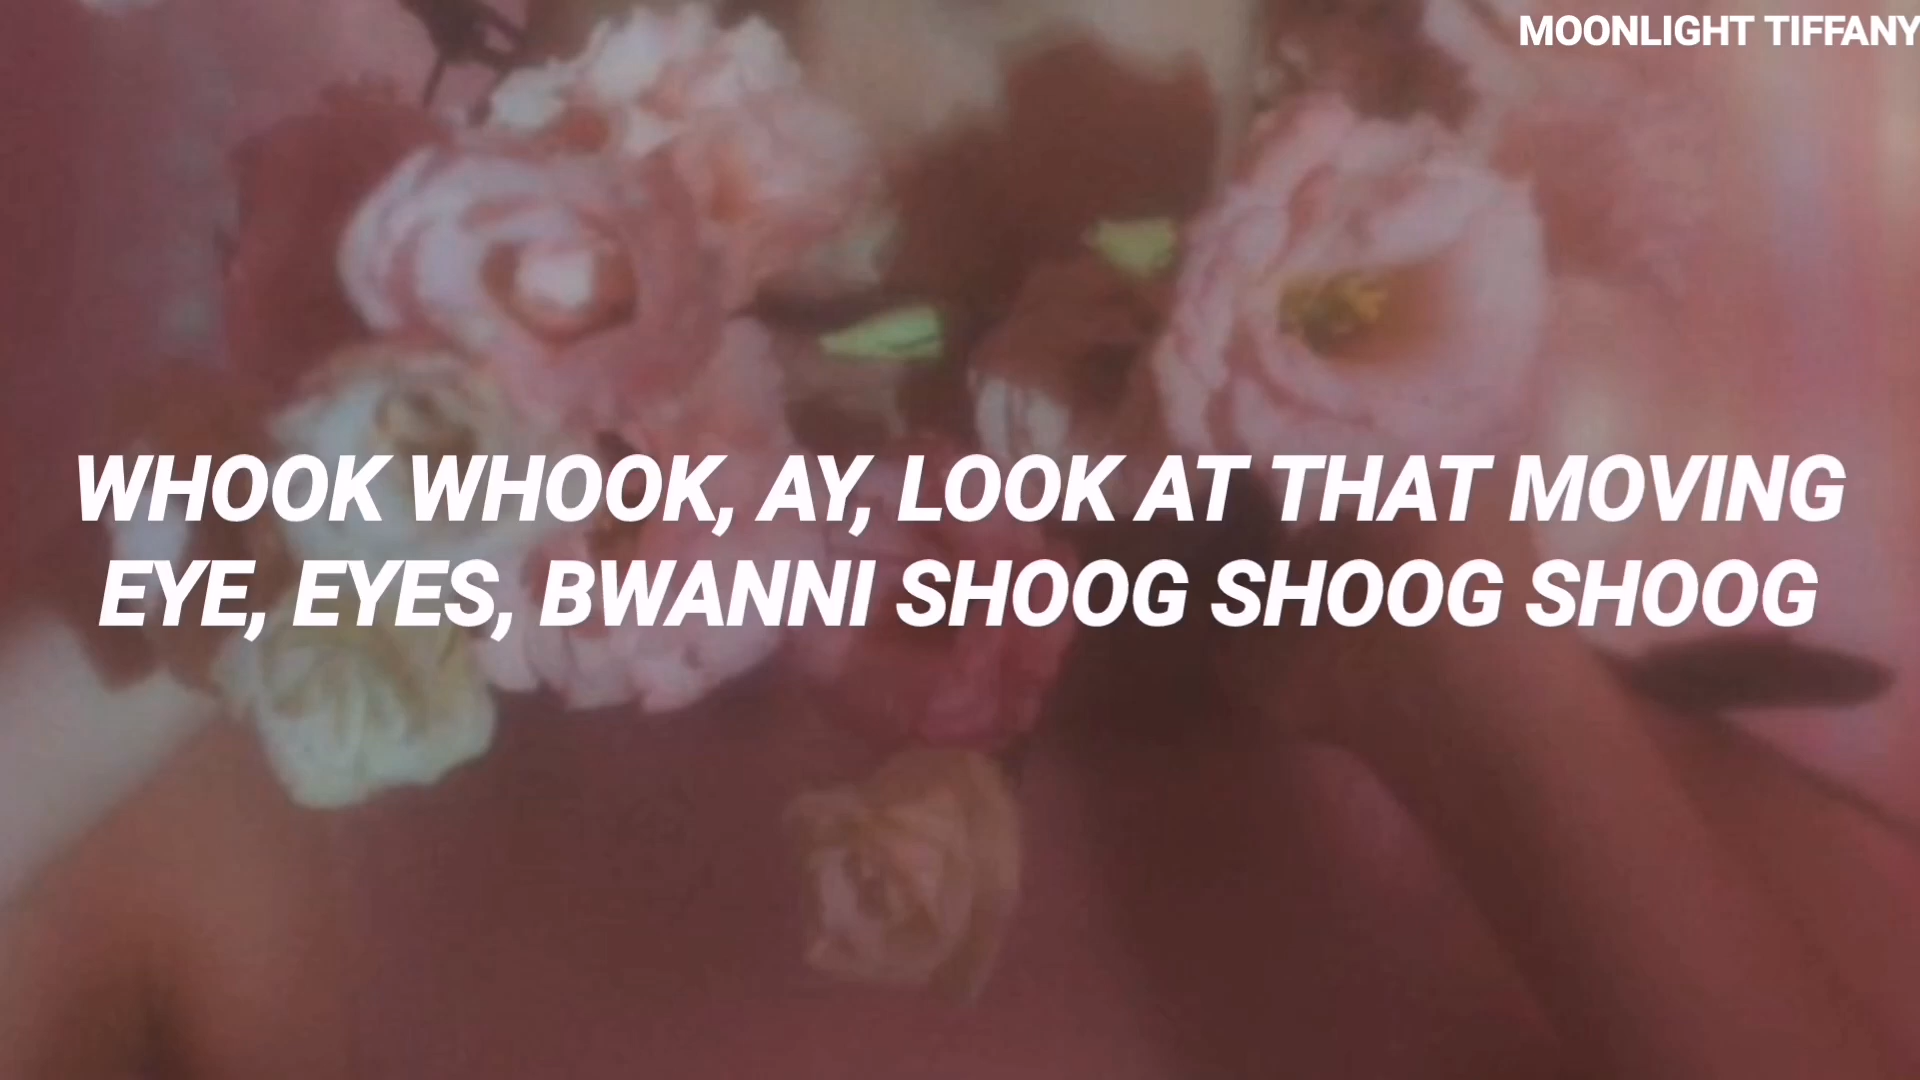 MOONLIGHT TIFFANY
WHOOK WHOOK, AY, LOOK AT THAT MOVING
EYE, EYES, BWANNI SHOOG SHOOG SHOOG